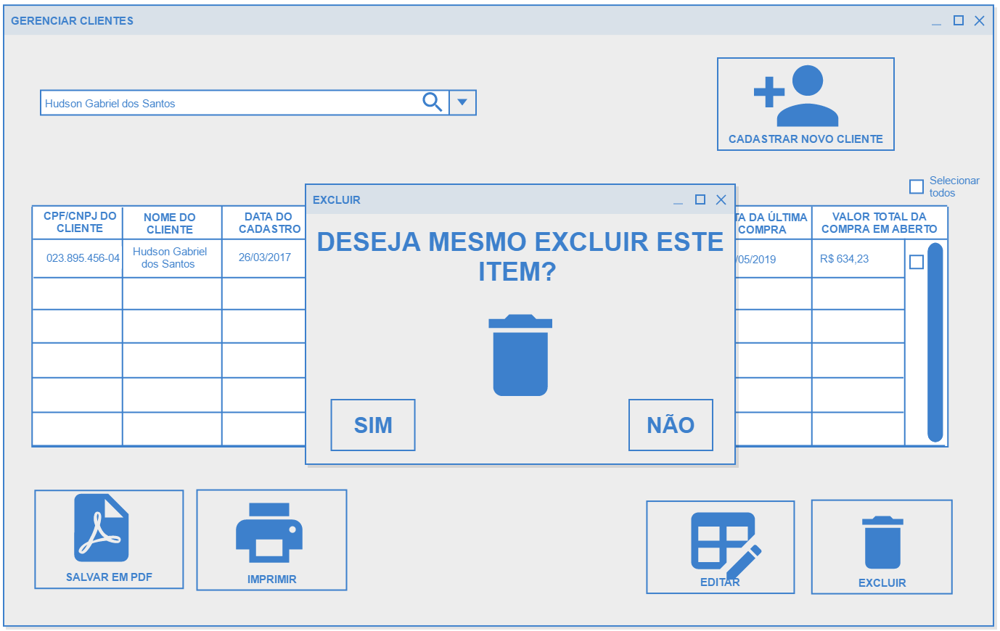 GERENCIAR CLIENTES
Hudson Gabriel dos Santos
CADASTRAR NOVO CLIENTE
Selecionar
todos
CPF/CNPJ DO
CLIENTE
NOME DO
CLIENTE
DATA DO
CADASTRO
TA DA ÚLTIMA
COMPRA
VALOR TOTAL DA
COMPRA EM ABERTO
023.895.456-04
Hudson Gabriel
dos Santos
26/03/2017
/05/2019
R$ 634,23
EXCLUIR
DESEJA MESMO EXCLUIR ESTE
ITEM?
SIM
NÃO
SALVAR EM PDF
IMPRIMIR
EDITAR
EXCLUIR